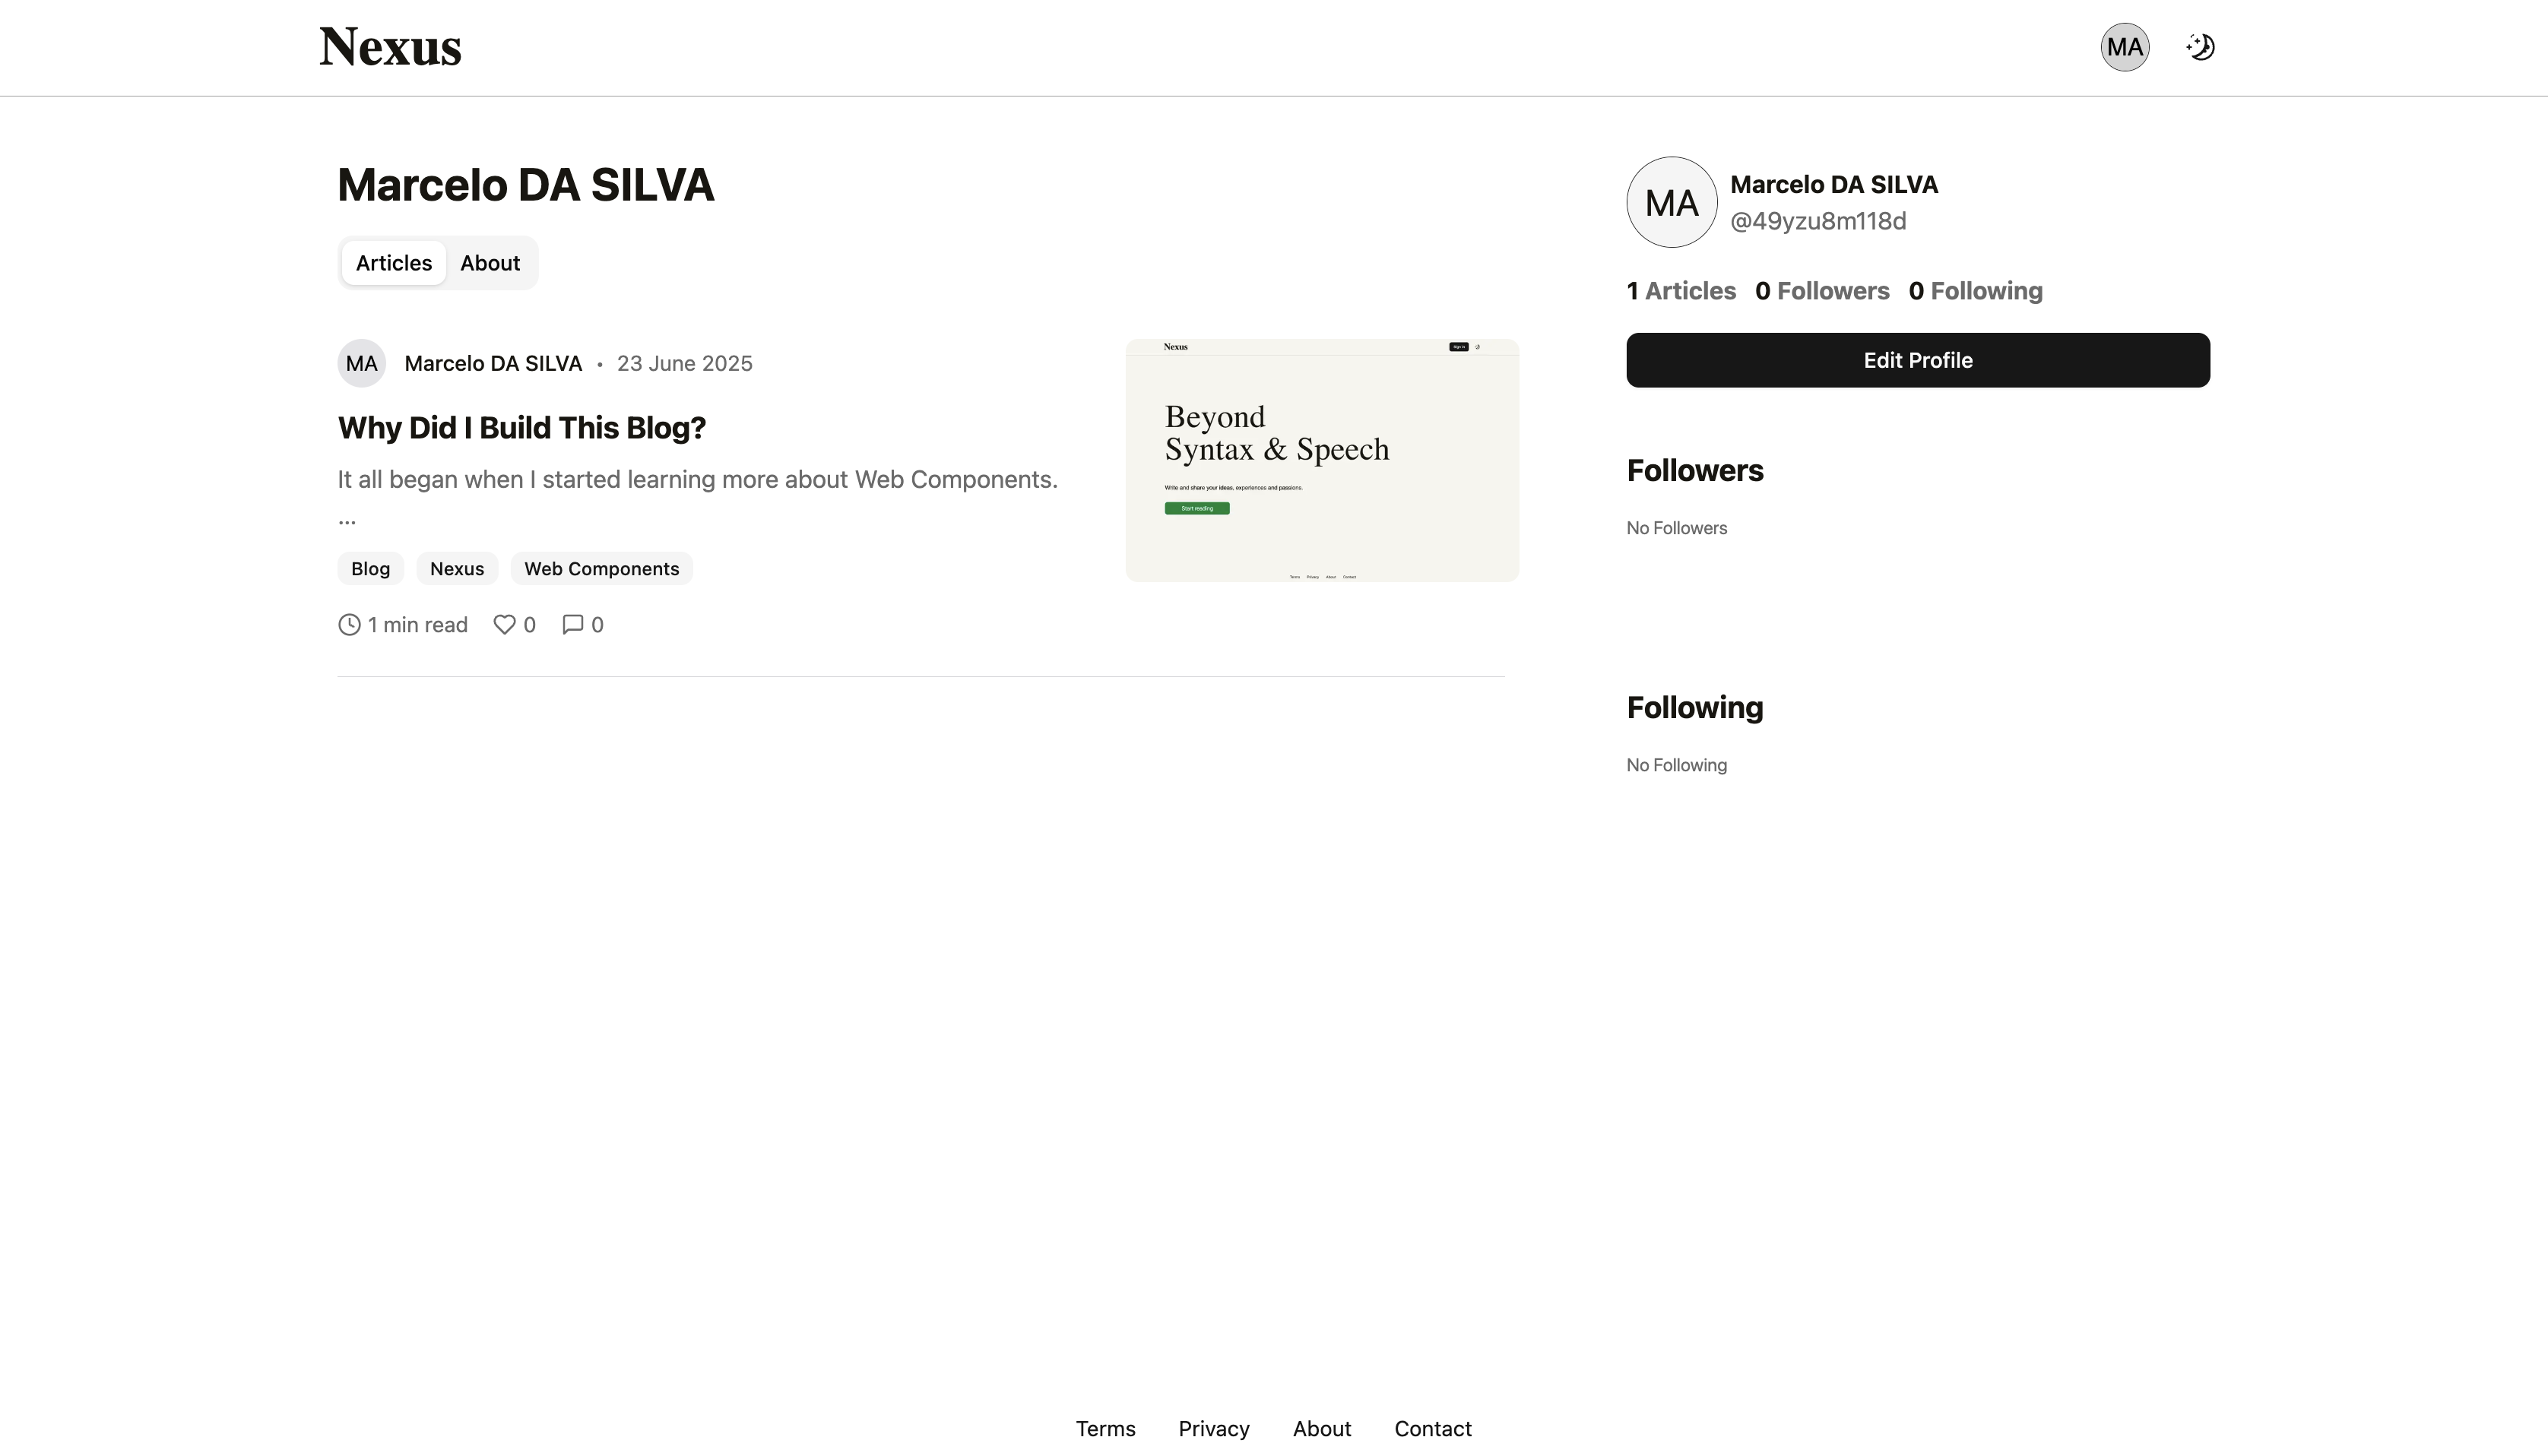 Nexus
MA
Marcelo DA SILVA
Articles About
MA Marcelo DA SILVA • 23 June 2025
Why Did I Build This Blog?
It all began when I started learning more about Web Components.
...
Blog Nexus Web Components
1 min read 0 0
Nexus Sign in
Beyond
Syntax & Speech
Write and share your ideas, experiences and passions.
Start reading
Terms Privacy About Contact
MA Marcelo DA SILVA
@49yzu8m118d
1 Articles 0 Followers 0 Following
Edit Profile
Followers
No Followers
Following
No Following
Terms Privacy About Contact